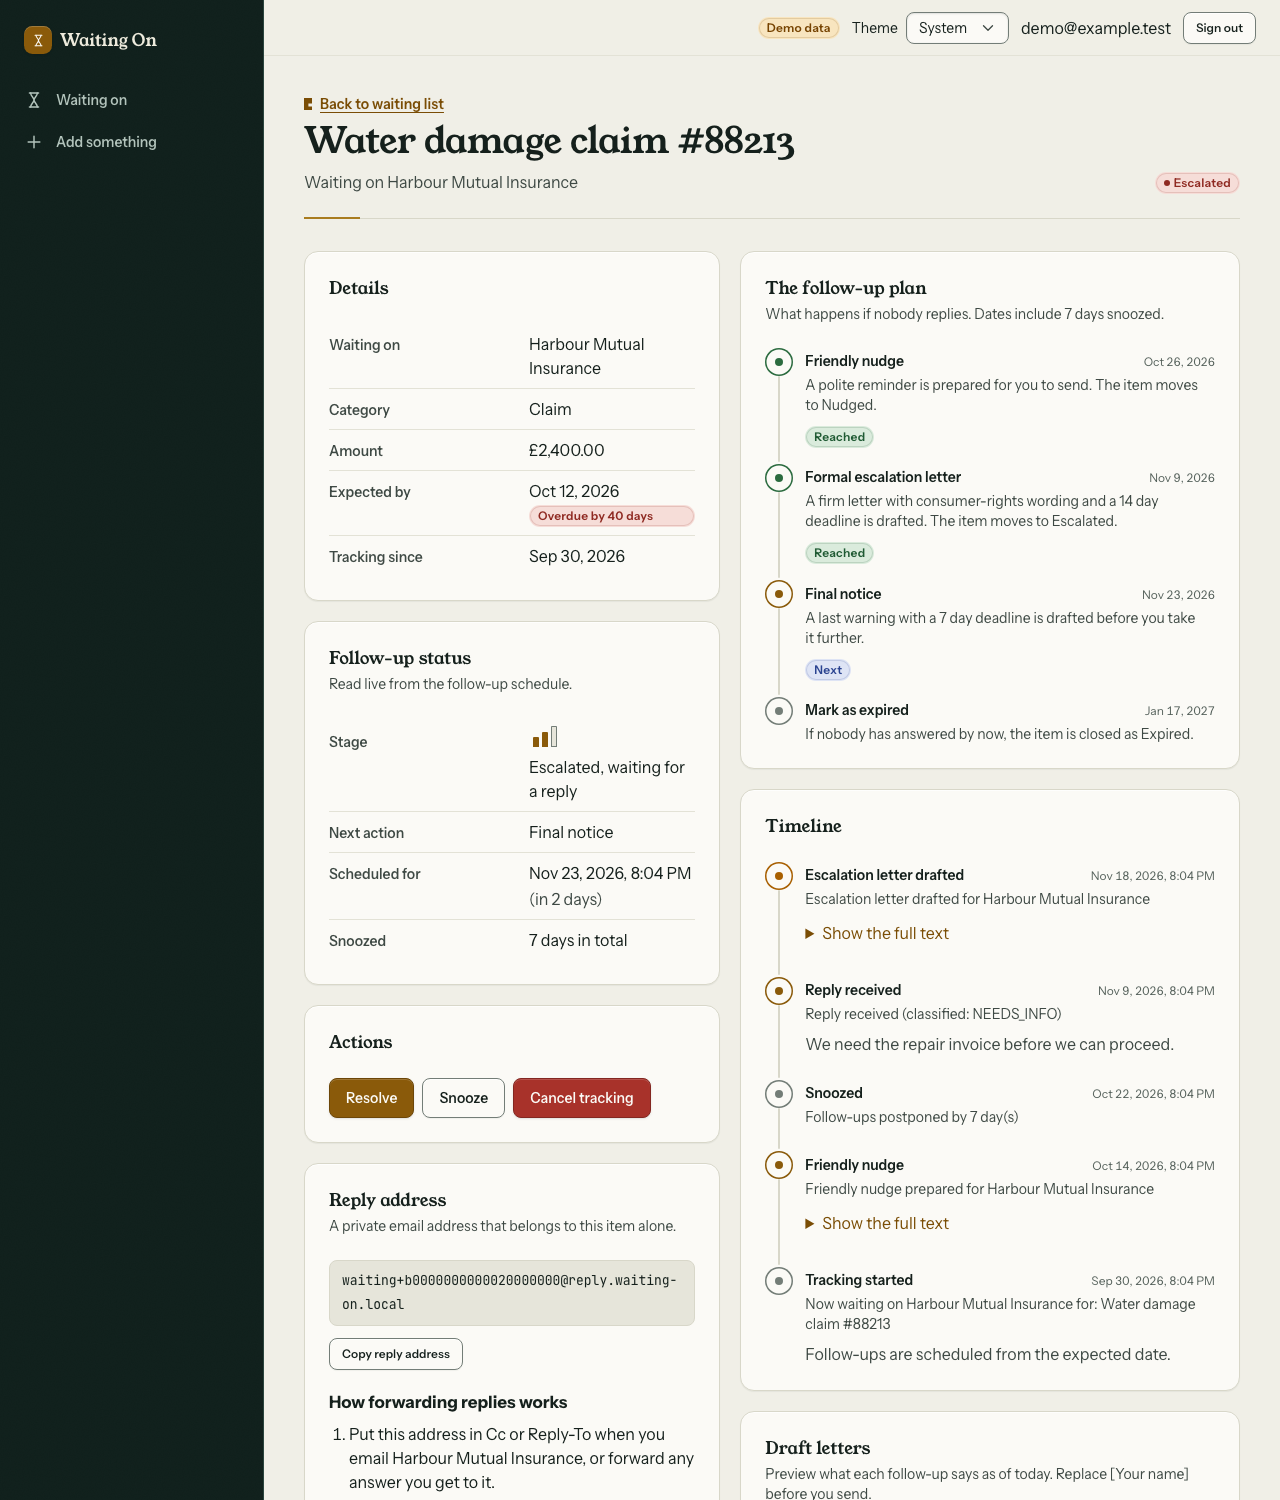 Waiting On
Waiting on
Add something
Demo data
Theme
System
demo@example.test
Sign out
Back to waiting list
Water damage claim #88213
Waiting on Harbour Mutual Insurance
Escalated
Details
Waiting on
Harbour Mutual
Insurance
Category
Claim
Amount
£2,400.00
Expected by
Oct 12, 2026
Overdue by 40 days
Tracking since
Sep 30, 2026
Follow-up status
Read live from the follow-up schedule.
Stage
Escalated, waiting for
a reply
Next action
Final notice
Scheduled for
Nov 23, 2026, 8:04 PM
(in 2 days)
Snoozed
7 days in total
Actions
Resolve
Snooze
Cancel tracking
Reply address
A private email address that belongs to this item alone.
waiting+b0000000000020000000@reply.waiting-
on.local
Copy reply address
How forwarding replies works
1. Put this address in Cc or Reply-To when you
email Harbour Mutual Insurance, or forward any
answer you get to it.
The follow-up plan
What happens if nobody replies. Dates include 7 days snoozed.
Friendly nudge
Oct 26, 2026
A polite reminder is prepared for you to send. The item moves
to Nudged.
Reached
Formal escalation letter
Nov 9, 2026
A firm letter with consumer-rights wording and a 14 day
deadline is drafted. The item moves to Escalated.
Reached
Final notice
Nov 23, 2026
A last warning with a 7 day deadline is drafted before you take
it further.
Next
Mark as expired
Jan 17, 2027
If nobody has answered by now, the item is closed as Expired.
Timeline
Escalation letter drafted
Nov 18, 2026, 8:04 PM
Escalation letter drafted for Harbour Mutual Insurance
Show the full text
Reply received
Nov 9, 2026, 8:04 PM
Reply received (classified: NEEDS_INFO)
We need the repair invoice before we can proceed.
Snoozed
Oct 22, 2026, 8:04 PM
Follow-ups postponed by 7 day(s)
Friendly nudge
Oct 14, 2026, 8:04 PM
Friendly nudge prepared for Harbour Mutual Insurance
Show the full text
Tracking started
Sep 30, 2026, 8:04 PM
Now waiting on Harbour Mutual Insurance for: Water damage
claim #88213
Follow-ups are scheduled from the expected date.
Draft letters
Preview what each follow-up says as of today. Replace [Your name]
before you send.